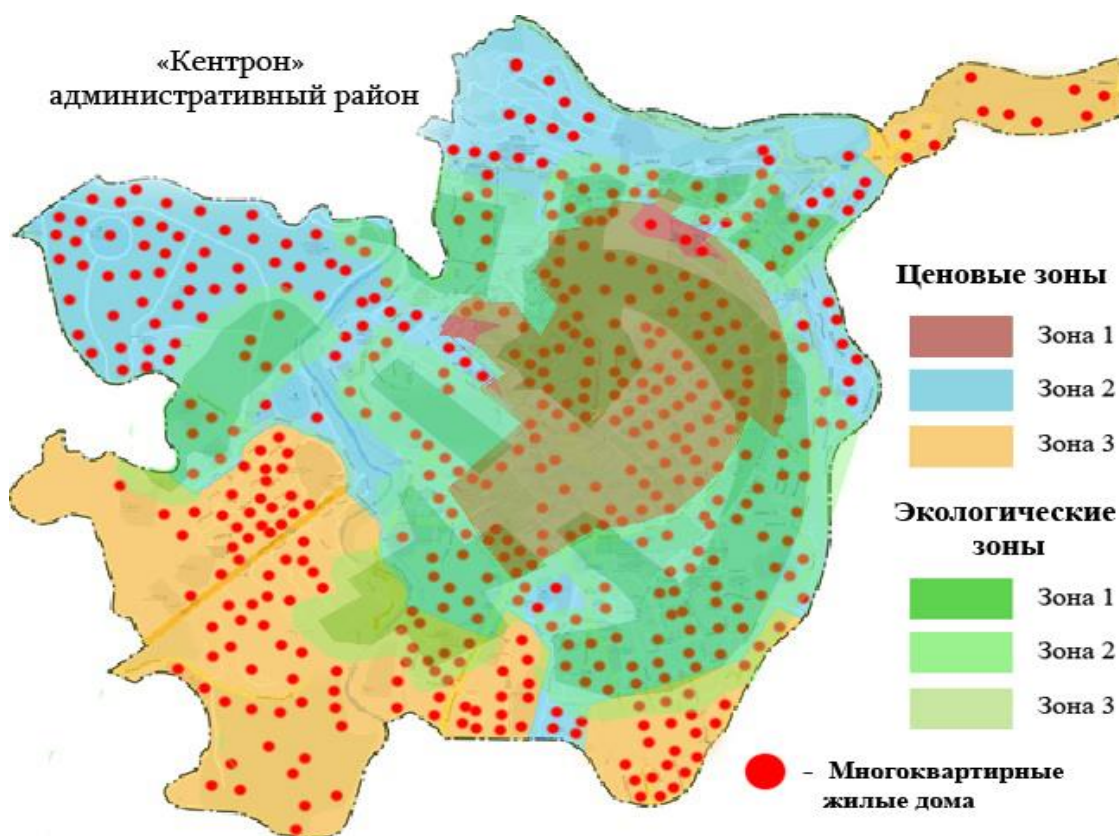 «Кентрон»
административный район
Ценовые зоны
Зона 1
Зона 2
Зона 3
Экологические
зоны
Зона 1
Зона 2
Зона 3
- Многоквартирные
жилые дома